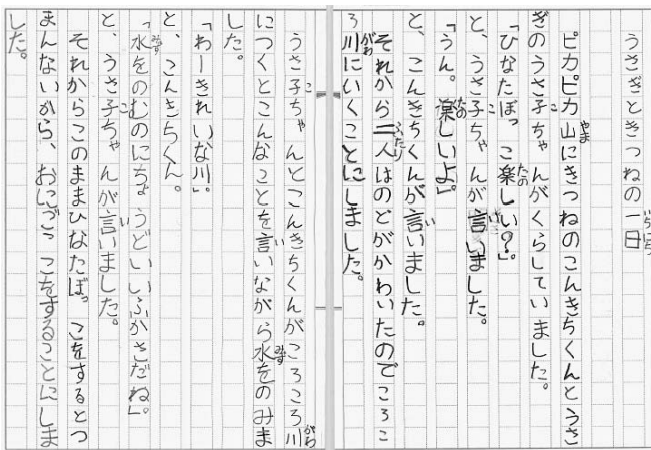 うさぎときつねの一日
ピカピカ山にきつねのこんきちくんとうさ
ぎのうさ子ちゃんがくらしていました。
「ひなたぼっこ楽しい？」
と、うさ子ちゃんが言いました。
「うん。楽しいよ」。
と、こんきちくんが言いました。
それから二人はのどがかわいたのでころこ
ろ川にいくことにしました。
うさ子ちゃんとこんきちくんがころころ川
につくとこんなことを言いながら水をのみま
した。
「わーきれいな川」。
と、こんきちくん。
「水をのむのにちょうどいいふかさだね」。
と、うさ子ちゃんが言いました。
それからこのままひなたぼっこをするとつ
まんないから、おにごっこをすることにしま
した。